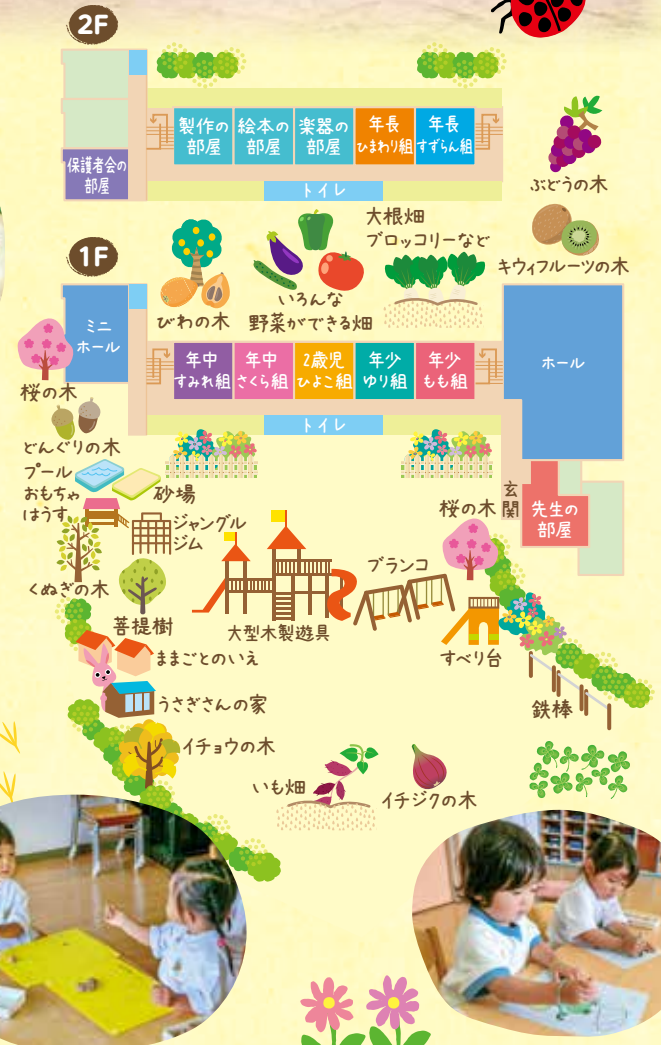 2F
製作の
部屋
絵本の
部屋
楽器の
部屋
年長
ひまわり組
年長
すずらん組
保護者会の
部屋
トイレ
ぶどうの木
大根畑
ブロッコリーなど
キウィフルーツの木
1F
びわの木
いろんな
野菜ができる畑
ミニ
ホール
年中
すみれ組
年中
さくら組
2歳児
ひよこ組
年少
ゆり組
年少
もも組
ホール
桜の木
トイレ
どんぐりの木
プール
おもちゃ
はうす
砂場
ジャングル
ジム
桜の木
玄関
先生の
部屋
くぬぎの木
菩提樹
大型木製遊具
ブランコ
すべり台
ままごとのいえ
うさぎさんの家
鉄棒
イチョウの木
いも畑
イチジクの木